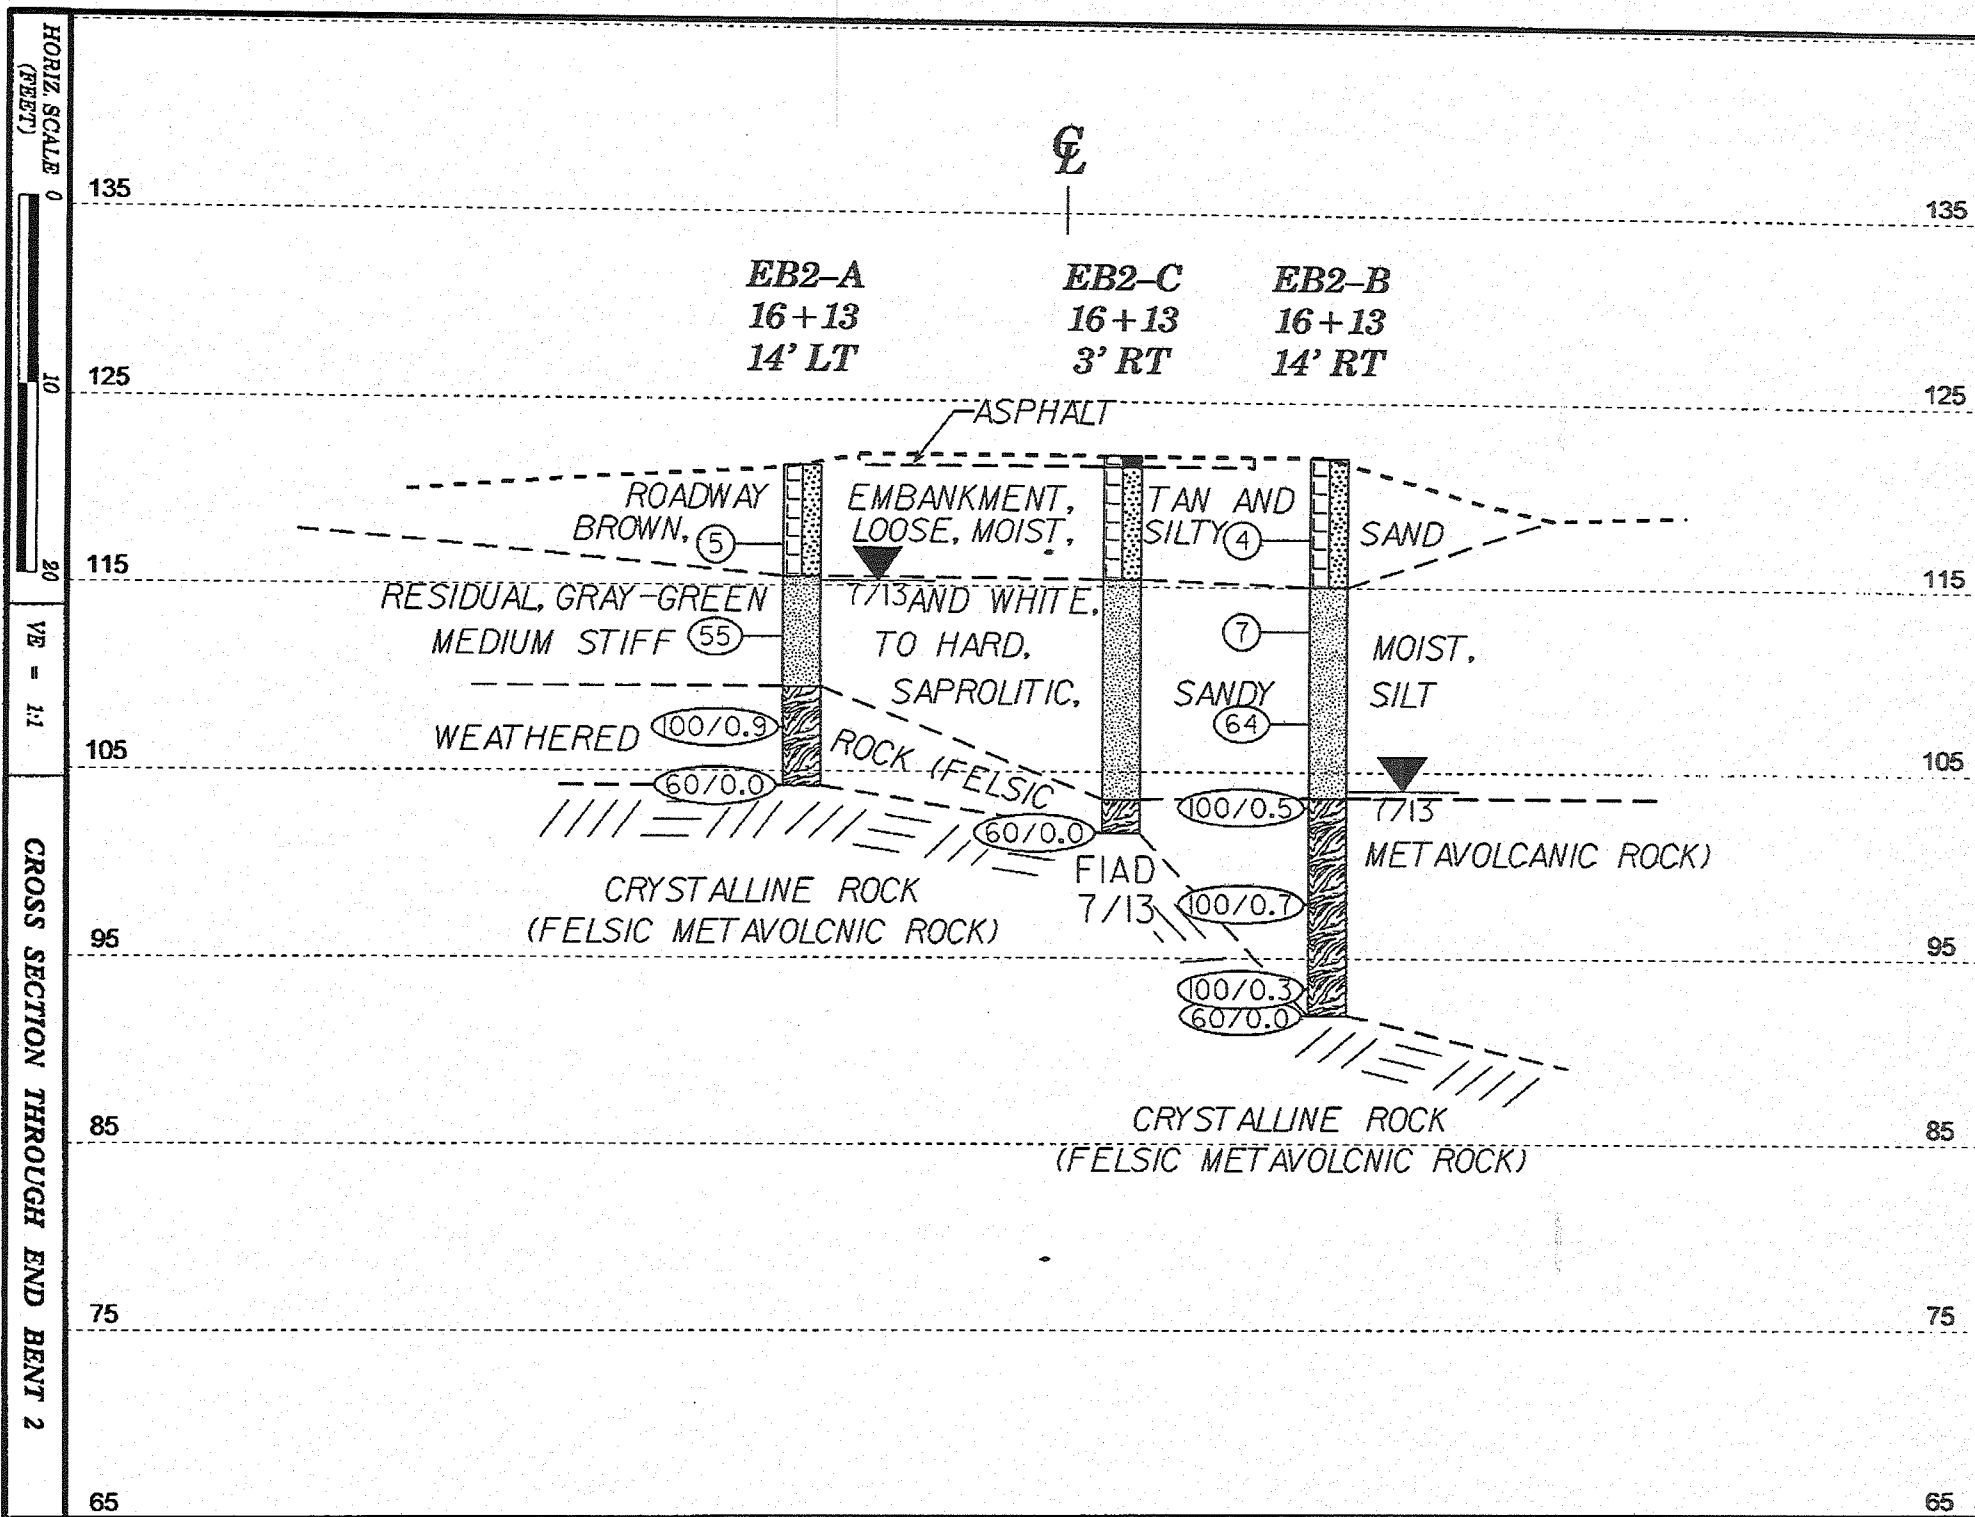 HORIZ. SCALE 0 10 20
(FEET)
VE = 1:1
CROSS SECTION THROUGH END BENT 2
CL
135 135
EB2-A EB2-C EB2-B
16+13 16+13 16+13
14' LT 3' RT 14' RT
125 125
ASPHALT
ROADWAY EMBANKMENT, TAN AND
BROWN, 5 LOOSE, MOIST, SILTY 4 SAND
115 115
RESIDUAL, GRAY-GREEN 7/13 AND WHITE,
MEDIUM STIFF 55 TO HARD, 7 MOIST,
SAPROLITIC, SANDY SILT
64
WEATHERED 100/0.9 ROCK (FELSIC
105 105
60/0.0 100/0.5 7/13
60/0.0 METAVOLCANIC ROCK)
CRYSTALLINE ROCK FIAD
(FELSIC METAVOLCNIC ROCK) 7/13 100/0.7
95 95
100/0.3
60/0.0
CRYSTALLINE ROCK
85 85
(FELSIC METAVOLCNIC ROCK)
75 75
65 65